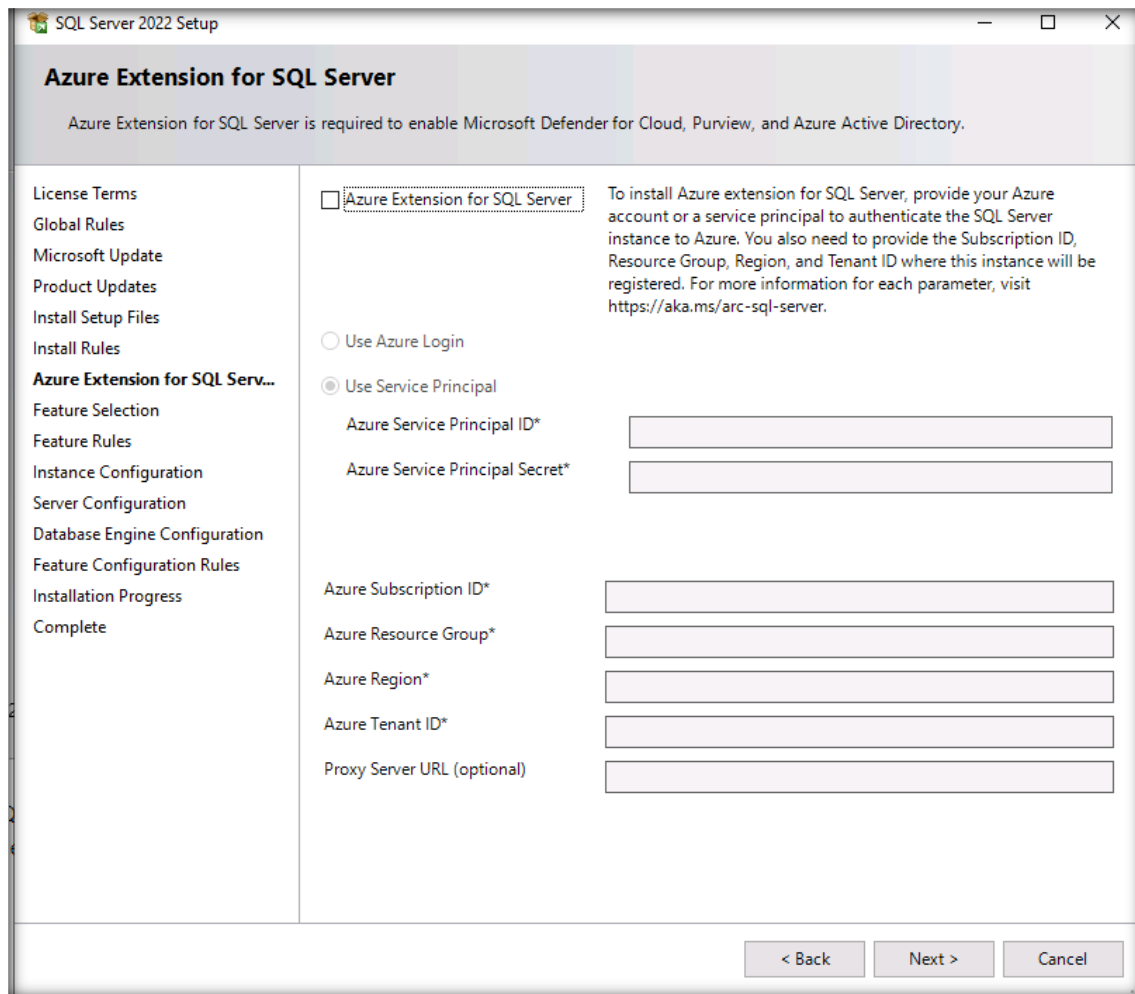 SQL Server 2022 Setup
Azure Extension for SQL Server
Azure Extension for SQL Server is required to enable Microsoft Defender for Cloud, Purview, and Azure Active Directory.
License Terms
Global Rules
Microsoft Update
Product Updates
Install Setup Files
Install Rules
Azure Extension for SQL Serv...
Feature Selection
Feature Rules
Instance Configuration
Server Configuration
Database Engine Configuration
Feature Configuration Rules
Installation Progress
Complete
Azure Extension for SQL Server
To install Azure extension for SQL Server, provide your Azure
account or a service principal to authenticate the SQL Server
instance to Azure. You also need to provide the Subscription ID,
Resource Group, Region, and Tenant ID where this instance will be
registered. For more information for each parameter, visit
https://aka.ms/arc-sql-server.
Use Azure Login
Use Service Principal
Azure Service Principal ID*
Azure Service Principal Secret*
Azure Subscription ID*
Azure Resource Group*
Azure Region*
Azure Tenant ID*
Proxy Server URL (optional)
< Back
Next >
Cancel